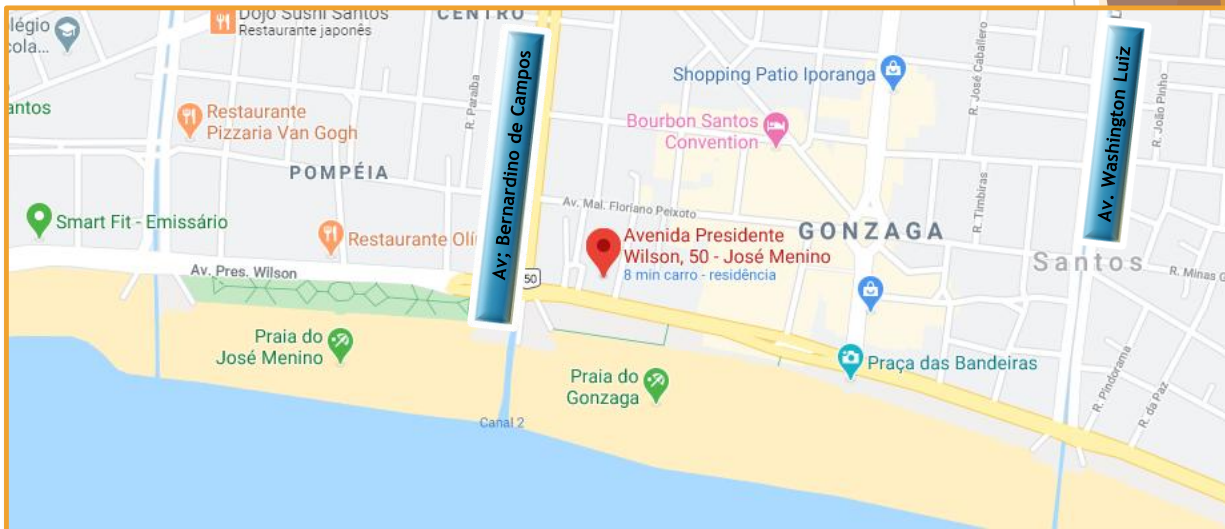 légio
cola...
Dojo Sushi Santos
Restaurante japonês
CENTRO
antos
Restaurante
Pizzaria Van Gogh
POMPÉIA
R. Paraíba
Av; Bernardino de Campos
Shopping Patio Iporanga
Bourbon Santos
Convention
R. José Caballero
Av. Washington Luiz
R. João Pinho
Smart Fit - Emissário
Restaurante Olí
Av. Mal. Floriano Peixoto
Avenida Presidente
Wilson, 50 - José Menino
8 min carro - residência
GONZAGA
R. Timbiras
Santos
R. Minas G
Av. Pres. Wilson
50
Praia do
José Menino
Praia do
Gonzaga
Praça das Bandeiras
R. Pindorama
R. da Paz
Canal 2